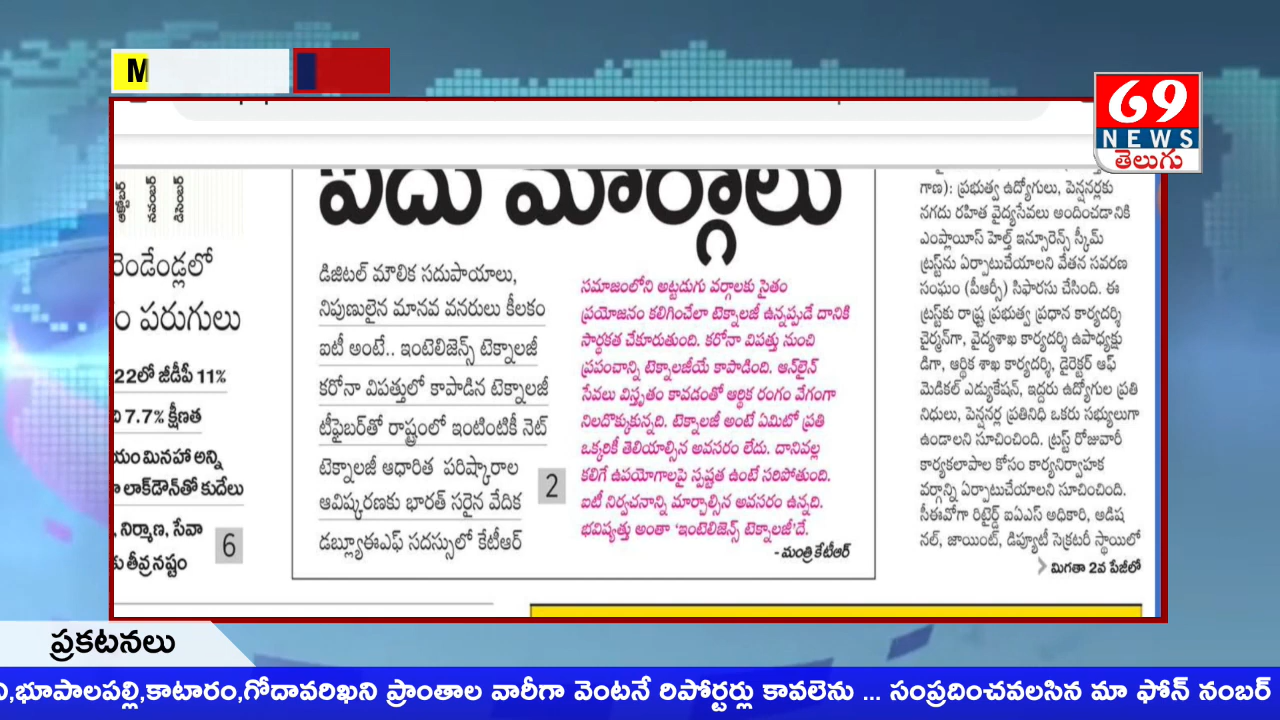 M
69
NEWS
తెలుగు
ఐదు మార్గాలు
అక్టోబర్
నవంబర్
డిసెంబర్
రెండేండ్లలో
పరుగులు
22లో జీడీపీ 11%
7.7% క్షీణత
మినహా అన్ని
లాక్‌డౌన్‌తో కుదేలు
, నిర్మాణ, సేవా
తీవ్రనష్టం
6
డిజిటల్ మౌలిక సదుపాయాలు,
నిపుణులైన మానవ వనరులు కీలకం
ఐటీ అంటే.. ఇంటెలిజెన్స్ టెక్నాలజీ
కరోనా విపత్తులో కాపాడిన టెక్నాలజీ
టీఫైబర్‌తో రాష్ట్రంలో ఇంటింటికీ నెట్
టెక్నాలజీ ఆధారిత పరిష్కారాల
ఆవిష్కరణకు భారత్ సరైన వేదిక
డబ్ల్యూఈఎఫ్ సదస్సులో కేటీఆర్
2
సమాజంలోని అట్టడుగు వర్గాలకు సైతం
ప్రయోజనం కలిగించేలా టెక్నాలజీ ఉన్నప్పుడే దానికి
సార్థకత చేకూరుతుంది. కరోనా విపత్తు నుంచి
ప్రపంచాన్ని టెక్నాలజీయే కాపాడింది. ఆన్‌లైన్
సేవలు విస్తృతం కావడంతో ఆర్థిక రంగం వేగంగా
నిలదొక్కుకున్నది. టెక్నాలజీ అంటే ఏమిటో ప్రతి
ఒక్కరికీ తెలియాల్సిన అవసరం లేదు. దానివల్ల
కలిగే ఉపయోగాలపై స్పష్టత ఉంటే సరిపోతుంది.
ఐటీ నిర్వచనాన్ని మార్చాల్సిన అవసరం ఉన్నది.
భవిష్యత్తు అంతా ‘ఇంటెలిజెన్స్ టెక్నాలజీ’దే.
- మంత్రి కేటీఆర్
గాణ): ప్రభుత్వ ఉద్యోగులు, పెన్షనర్లకు
నగదు రహిత వైద్యసేవలు అందించడానికి
ఎంప్లాయీస్ హెల్త్ ఇన్సూరెన్స్ స్కీమ్
ట్రస్ట్‌ను ఏర్పాటుచేయాలని వేతన సవరణ
సంఘం (పీఆర్సీ) సిఫారసు చేసింది. ఈ
ట్రస్ట్‌కు రాష్ట్ర ప్రభుత్వ ప్రధాన కార్యదర్శి
చైర్మన్‌గా, వైద్యశాఖ కార్యదర్శి ఉపాధ్యక్షు
డిగా, ఆర్థిక శాఖ కార్యదర్శి, డైరెక్టర్ ఆఫ్
మెడికల్ ఎడ్యుకేషన్, ఇద్దరు ఉద్యోగుల ప్రతి
నిధులు, పెన్షనర్ల ప్రతినిధి ఒకరు సభ్యులుగా
ఉండాలని సూచించింది. ట్రస్ట్ రోజువారీ
కార్యకలాపాల కోసం కార్యనిర్వాహక
వర్గాన్ని ఏర్పాటుచేయాలని సూచించింది.
సీఈవోగా రిటైర్డ్ ఐఏఎస్ అధికారి, అడిష
నల్, జాయింట్, డిప్యూటీ సెక్రటరీ స్థాయిలో
మిగతా 2వ పేజీలో
ప్రకటనలు
,భూపాలపల్లి,కాటారం,గోదావరిఖని ప్రాంతాల వారీగా వెంటనే రిపోర్టర్లు కావలెను ... సంప్రదించవలసిన మా ఫోన్ నంబర్